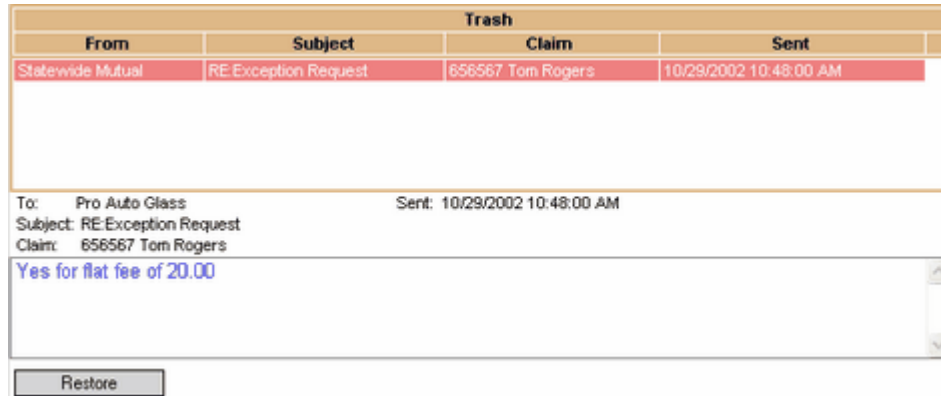 Trash
From Subject Claim Sent
Statewide Mutual RE:Exception Request 656567 Tom Rogers 10/29/2002 10:48:00 AM
To: Pro Auto Glass Sent: 10/29/2002 10:48:00 AM
Subject: RE:Exception Request
Claim: 656567 Tom Rogers
Yes for flat fee of 20.00
Restore